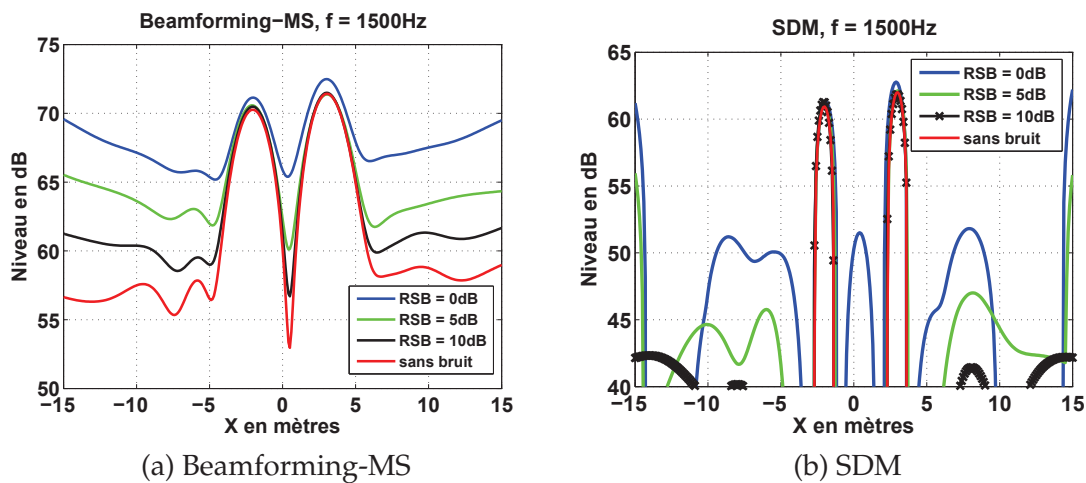 Beamforming−MS, f = 1500Hz
75
70
65
60
55
50
Niveau en dB
−15
−10
−5
0
5
10
15
X en mètres
RSB = 0dB
RSB = 5dB
RSB = 10dB
sans bruit
(a) Beamforming-MS
SDM, f = 1500Hz
65
60
55
50
45
40
Niveau en dB
−15
−10
−5
0
5
10
15
X en mètres
RSB = 0dB
RSB = 5dB
RSB = 10dB
sans bruit
(b) SDM